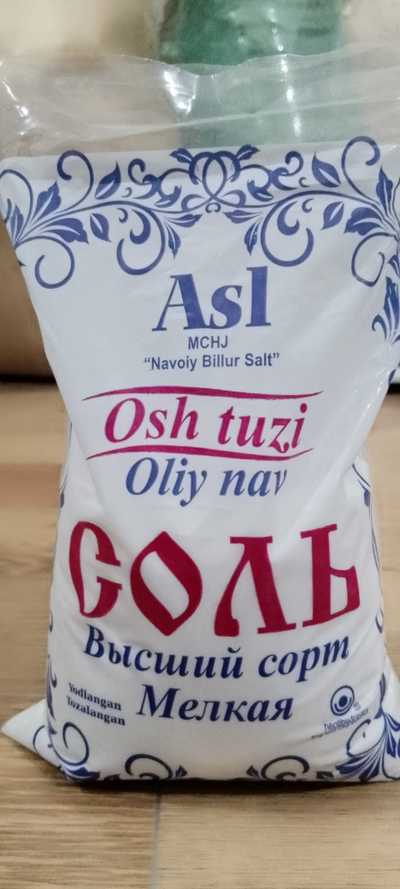 Asl
MCHJ
“Navoiy Billur Salt”
Osh tuzi
Oliy nav
СОЛЬ
Высший сорт
Мелкая
Yodlangan
Tozalangan